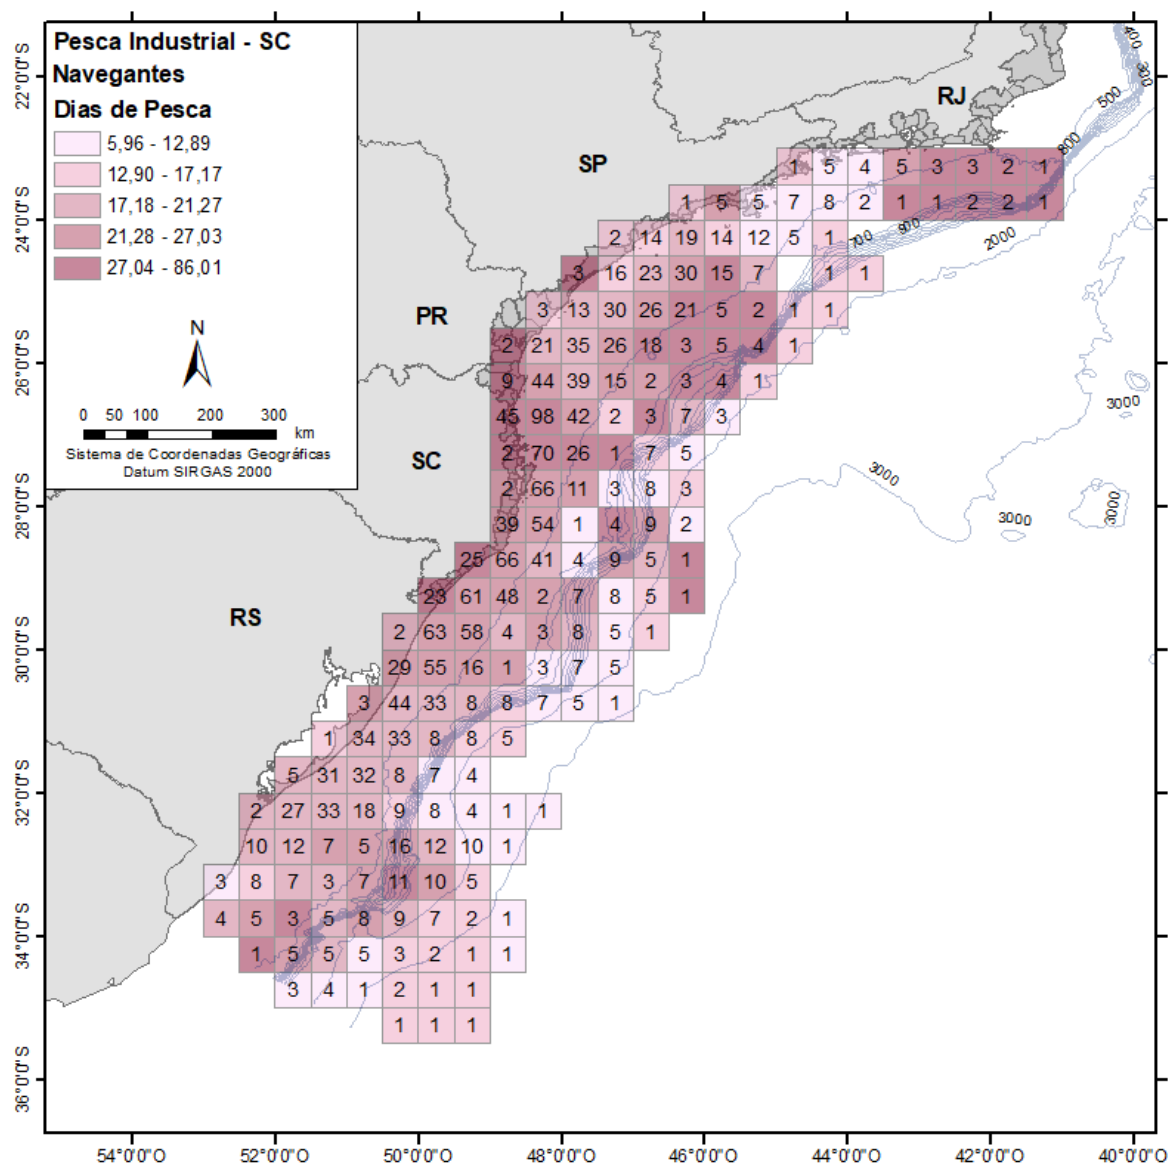 Pesca Industrial - SC
Navegantes
Dias de Pesca
5,96 - 12,89
12,90 - 17,17
17,18 - 21,27
21,28 - 27,03
27,04 - 86,01
N
0 50 100 200 300
km
Sistema de Coordenadas Geográficas
Datum SIRGAS 2000
RJ
SP
PR
SC
RS
400
300
500
800
700
900
2000
3000
3000
3000
3000
1 5 4 5 3 3 2 1
1 5 5 7 8 2 1 1 2 2 1
2 14 19 14 12 5 1
3 16 23 30 15 7 1 1
3 13 30 26 21 5 2 1 1
2 21 35 26 18 3 5 4 1
9 44 39 15 2 3 4 1
45 98 42 2 3 7 3
2 70 26 1 7 5
2 66 11 3 8 3
39 54 1 4 9 2
25 66 41 4 9 5 1
23 61 48 2 7 8 5 1
2 63 58 4 3 8 5 1
29 55 16 1 3 7 5
3 44 33 8 8 7 5 1
1 34 33 8 8 5
5 31 32 8 7 4
2 27 33 18 9 8 4 1 1
10 12 7 5 16 12 10 1
3 8 7 3 7 11 10 5
4 5 3 5 8 9 7 2 1
1 5 5 5 3 2 1 1
3 4 1 2 1 1
1 1 1
22°0'0"S
24°0'0"S
26°0'0"S
28°0'0"S
30°0'0"S
32°0'0"S
34°0'0"S
36°0'0"S
54°0'0"O 52°0'0"O 50°0'0"O 48°0'0"O 46°0'0"O 44°0'0"O 42°0'0"O 40°0'0"O